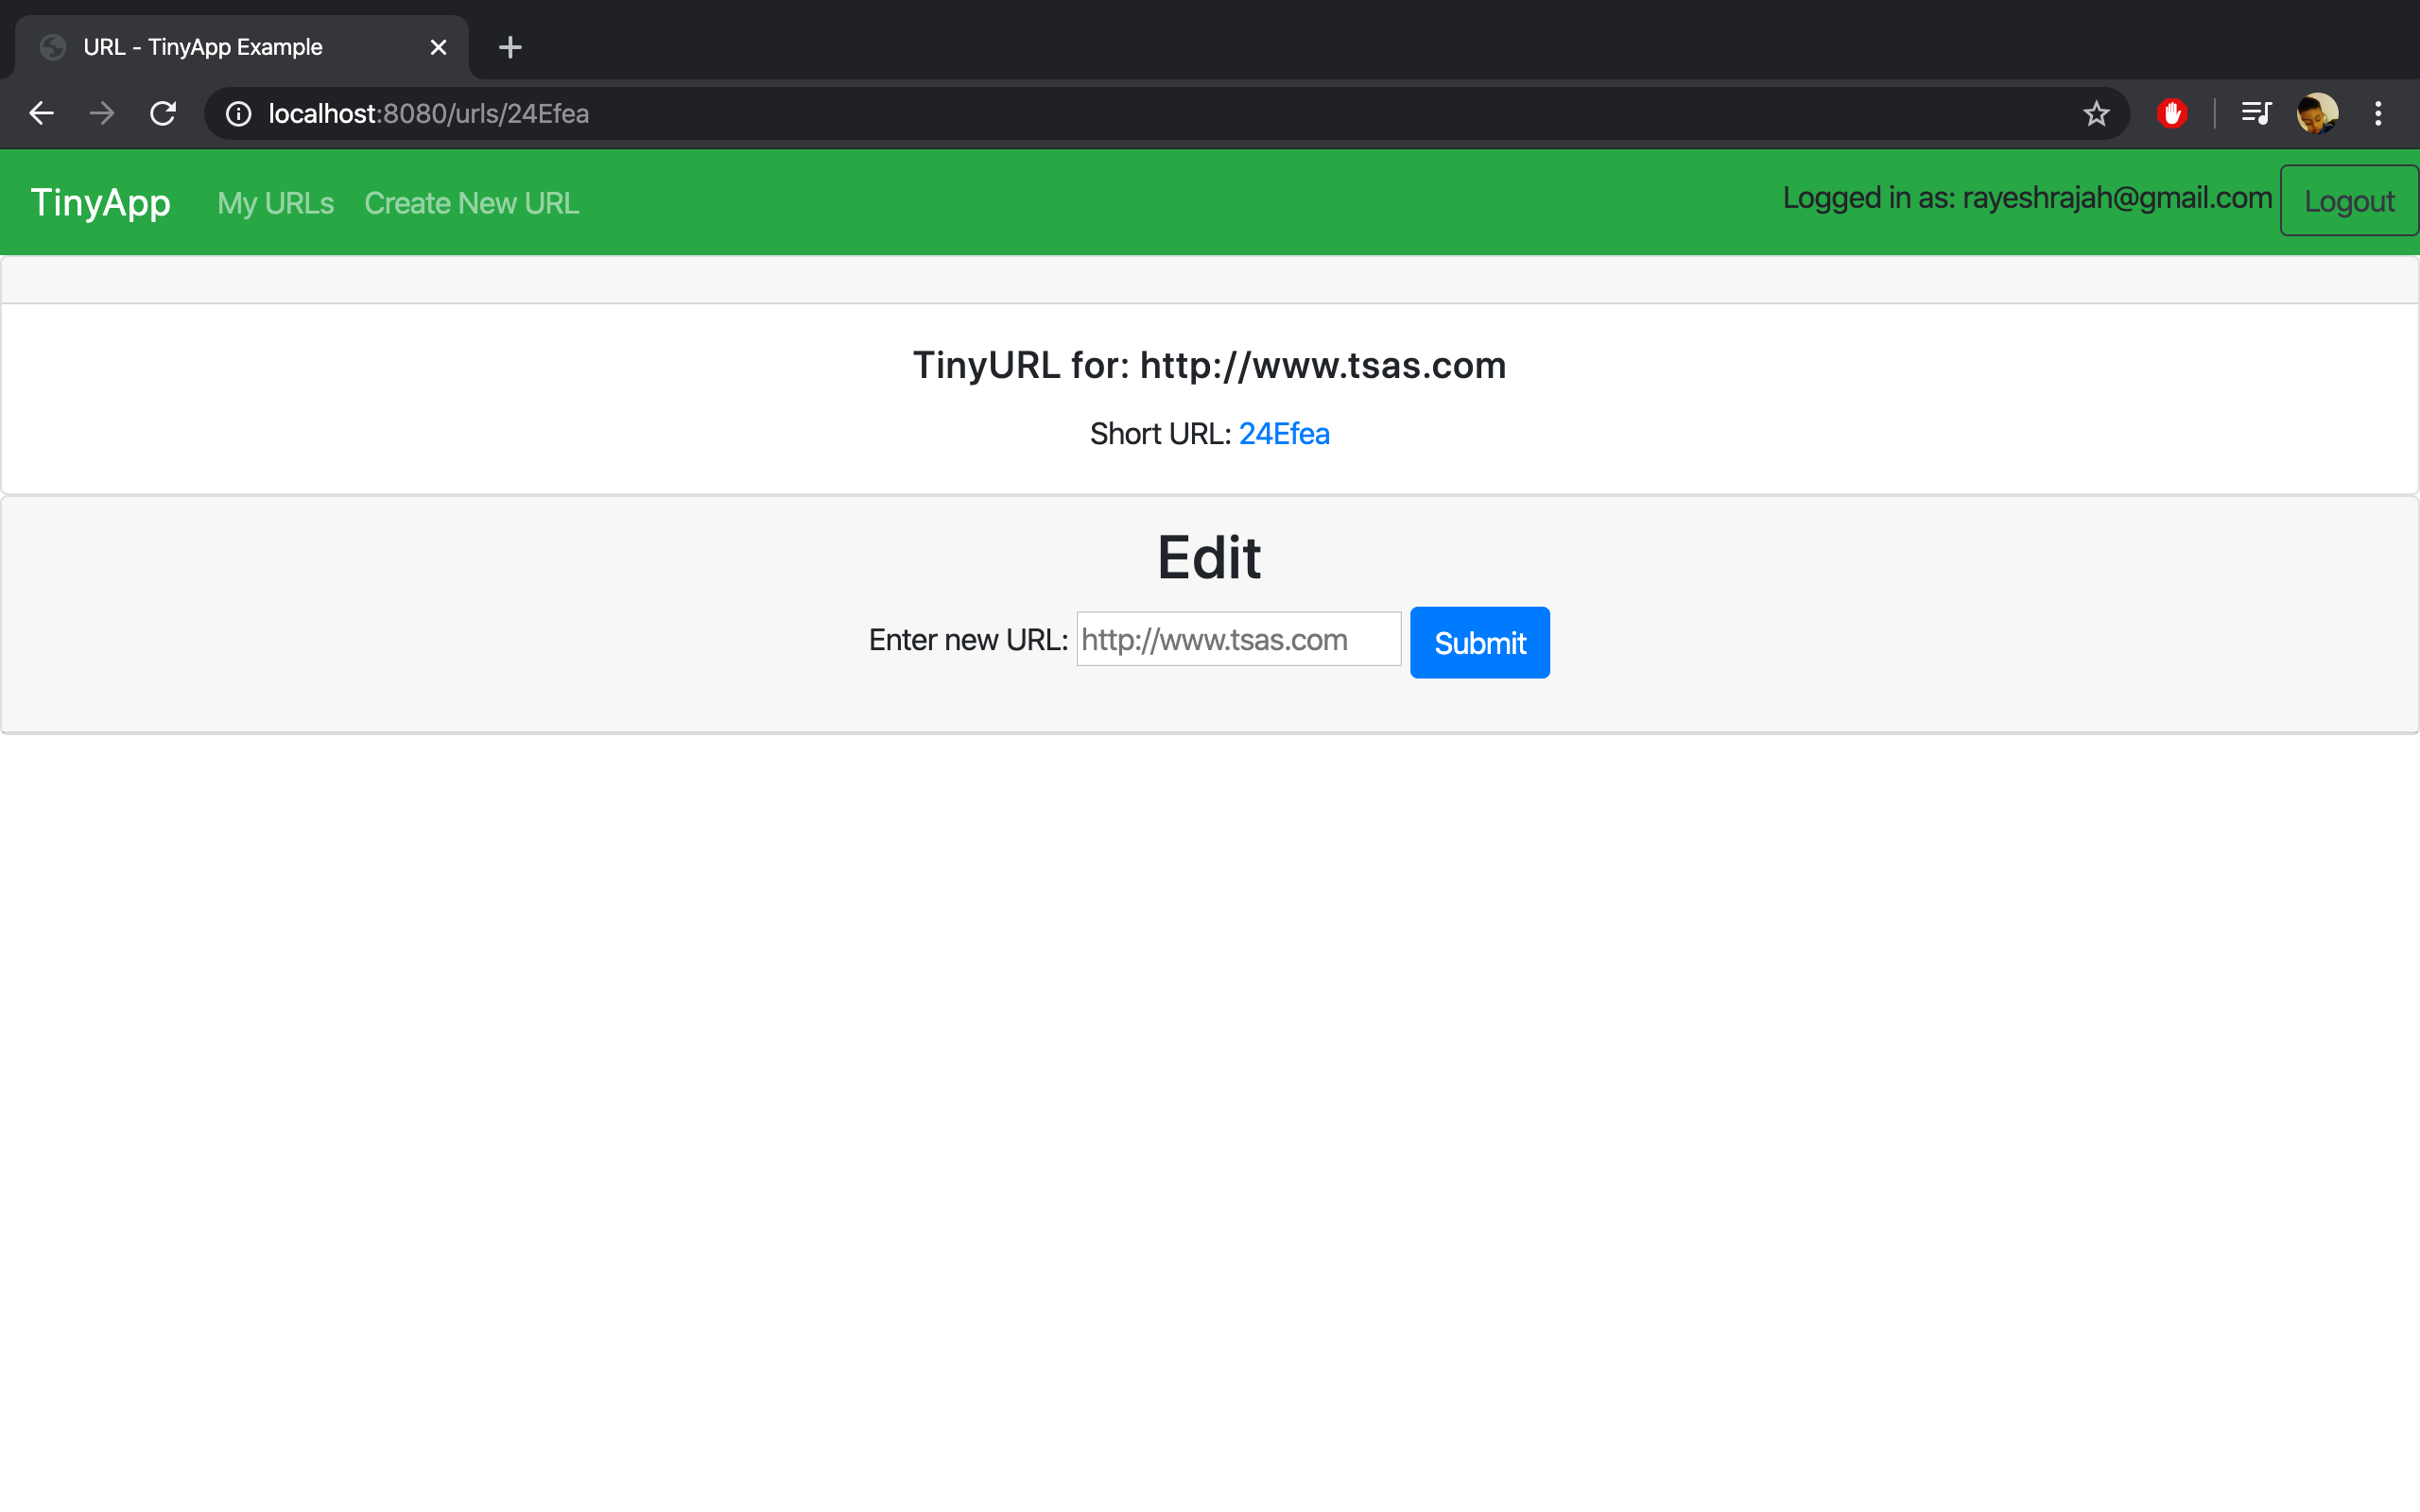 URL - TinyApp Example
localhost:8080/urls/24Efea
TinyApp My URLs Create New URL Logged in as: rayeshrajah@gmail.com Logout
TinyURL for: http://www.tsas.com
Short URL: 24Efea
Edit
Enter new URL: http://www.tsas.com Submit